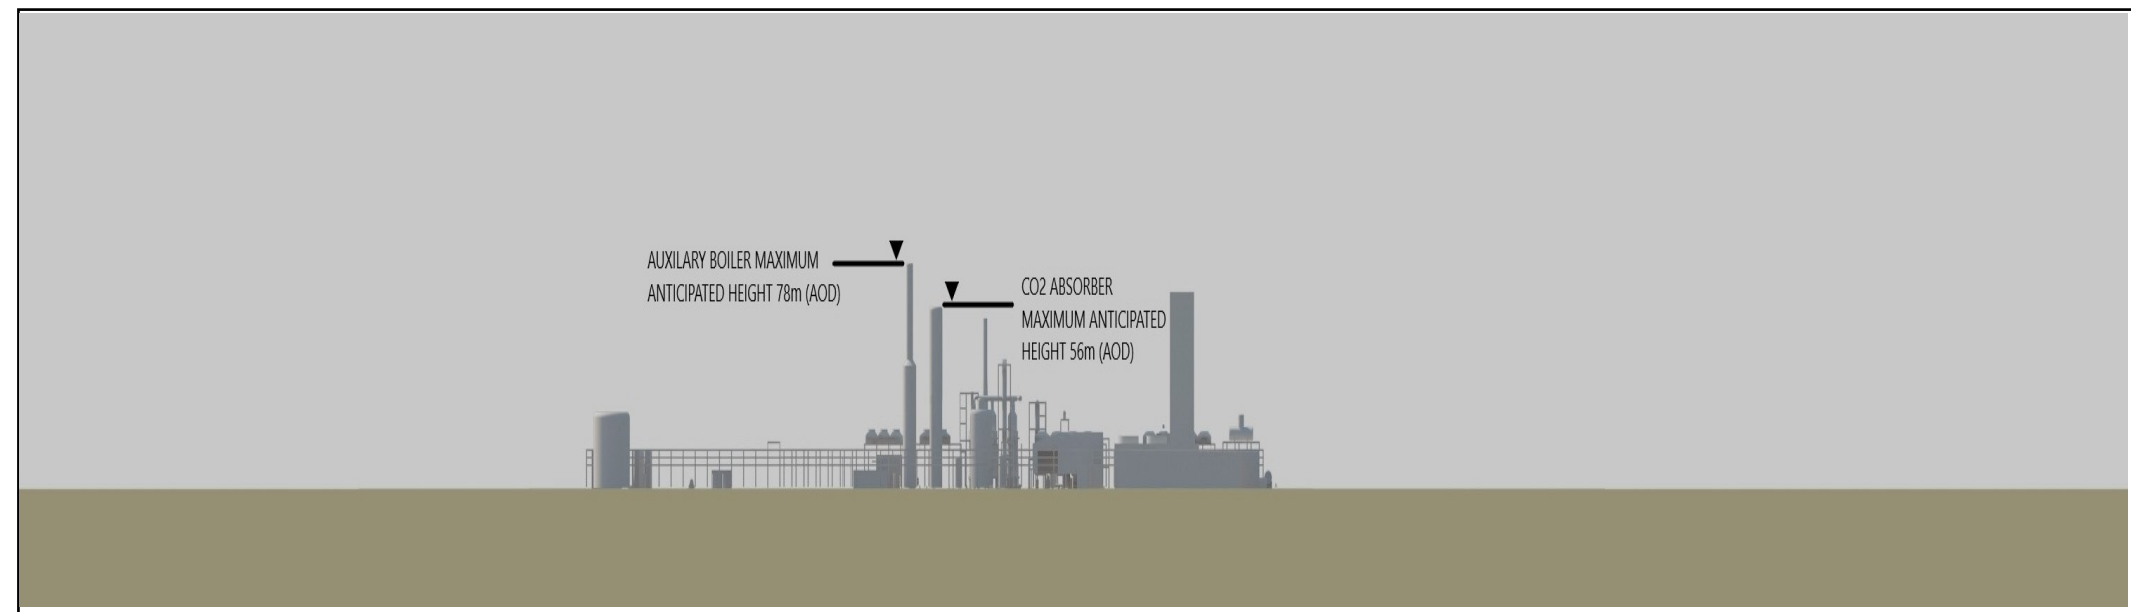 AUXILARY BOILER MAXIMUM
ANTICIPATED HEIGHT 78m (AOD)
CO2 ABSORBER
MAXIMUM ANTICIPATED
HEIGHT 56m (AOD)